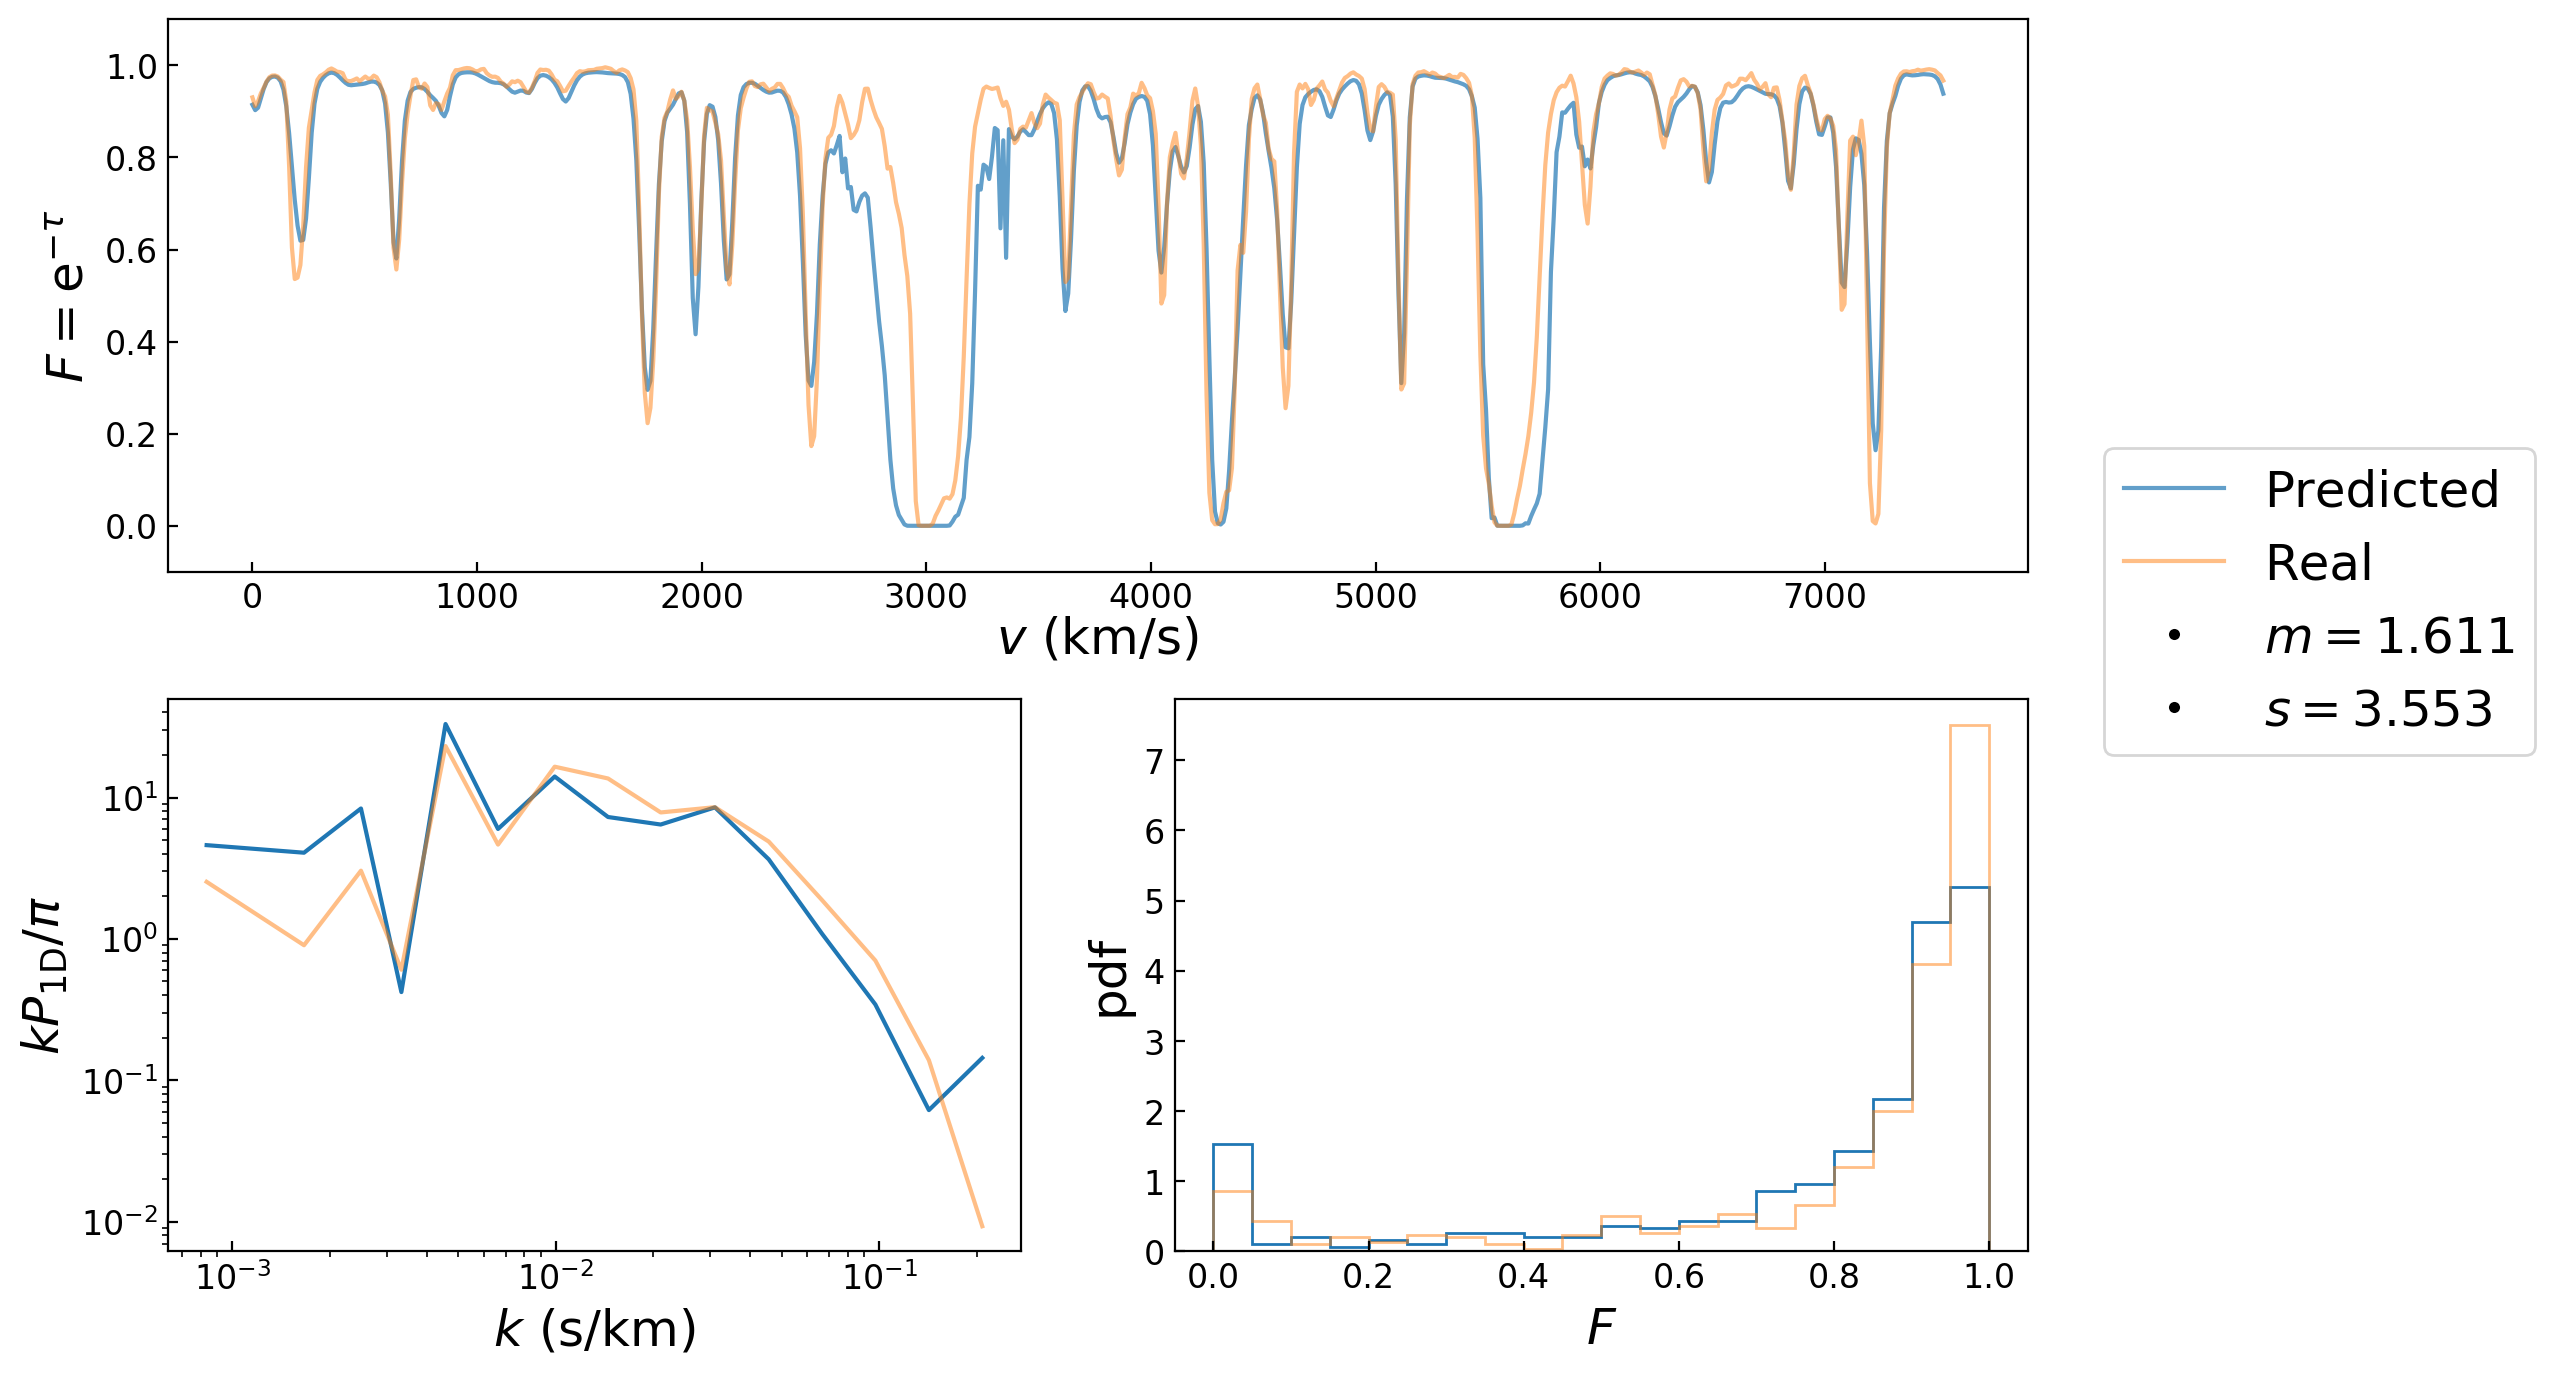 F = e^{−τ}
1.0
0.8
0.6
0.4
0.2
0.0
0 1000 2000 3000 4000 5000 6000 7000
v (km/s)
Predicted
Real
m = 1.611
s = 3.553
kP_{1D}/π
10^1
10^0
10^{−1}
10^{−2}
10^{−3} 10^{−2} 10^{−1}
k (s/km)
pdf
7
6
5
4
3
2
1
0
0.0 0.2 0.4 0.6 0.8 1.0
F